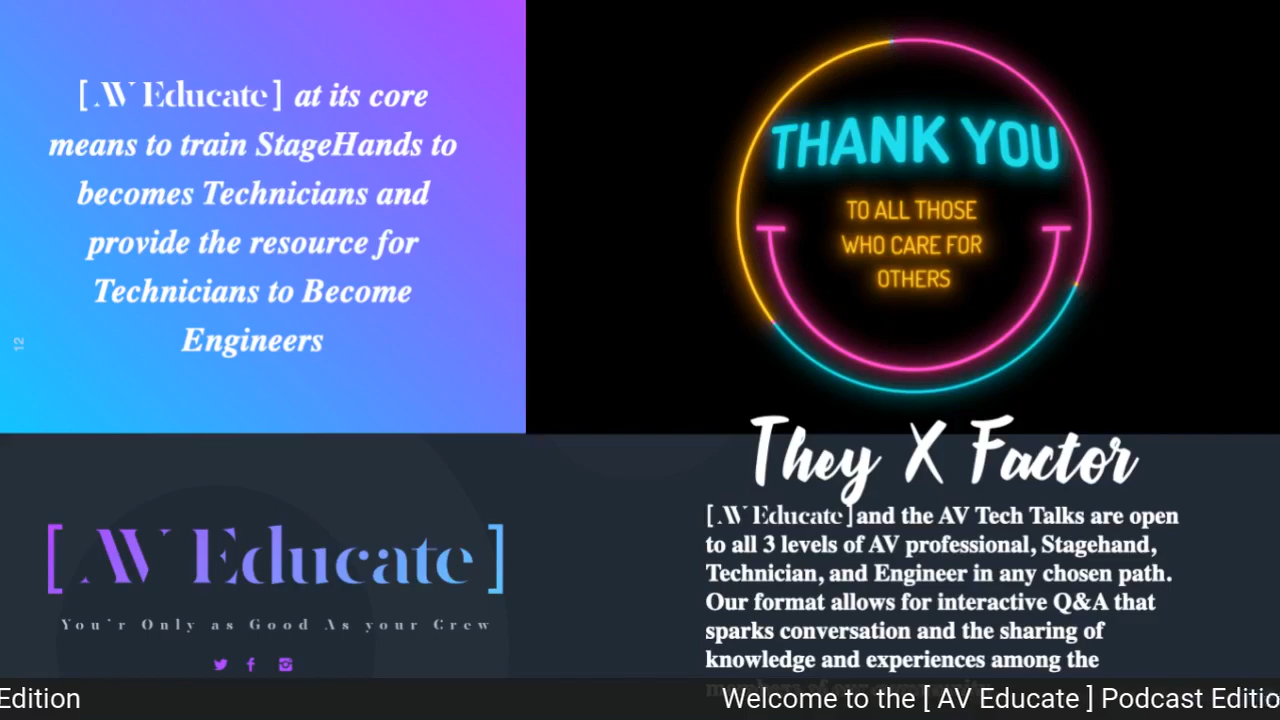 [ AV Educate ] at its core
means to train StageHands to
becomes Technicians and
provide the resource for
Technicians to Become
Engineers
12
THANK YOU
TO ALL THOSE
WHO CARE FOR
OTHERS
They X Factor
[ AV Educate ] and the AV Tech Talks are open
to all 3 levels of AV professional, Stagehand,
Technician, and Engineer in any chosen path.
Our format allows for interactive Q&A that
sparks conversation and the sharing of
knowledge and experiences among the
members of our community.
[ AV Educate ]
You'r Only as Good As your Crew
Edition
Welcome to the [ AV Educate ] Podcast Editio